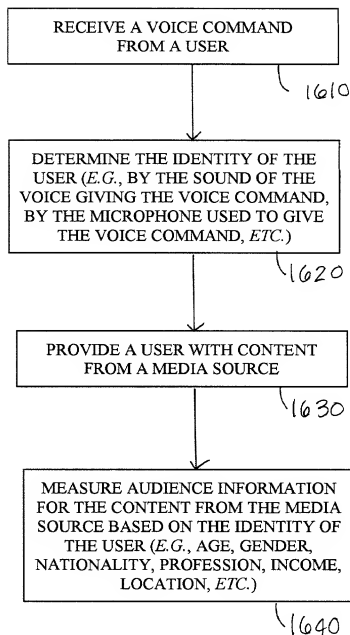 RECEIVE A VOICE COMMAND
FROM A USER
1610
DETERMINE THE IDENTITY OF THE
USER (E.G., BY THE SOUND OF THE
VOICE GIVING THE VOICE COMMAND,
BY THE MICROPHONE USED TO GIVE
THE VOICE COMMAND, ETC.)
1620
PROVIDE A USER WITH CONTENT
FROM A MEDIA SOURCE
1630
MEASURE AUDIENCE INFORMATION
FOR THE CONTENT FROM THE MEDIA
SOURCE BASED ON THE IDENTITY OF
THE USER (E.G., AGE, GENDER,
NATIONALITY, PROFESSION, INCOME,
LOCATION, ETC.)
1640